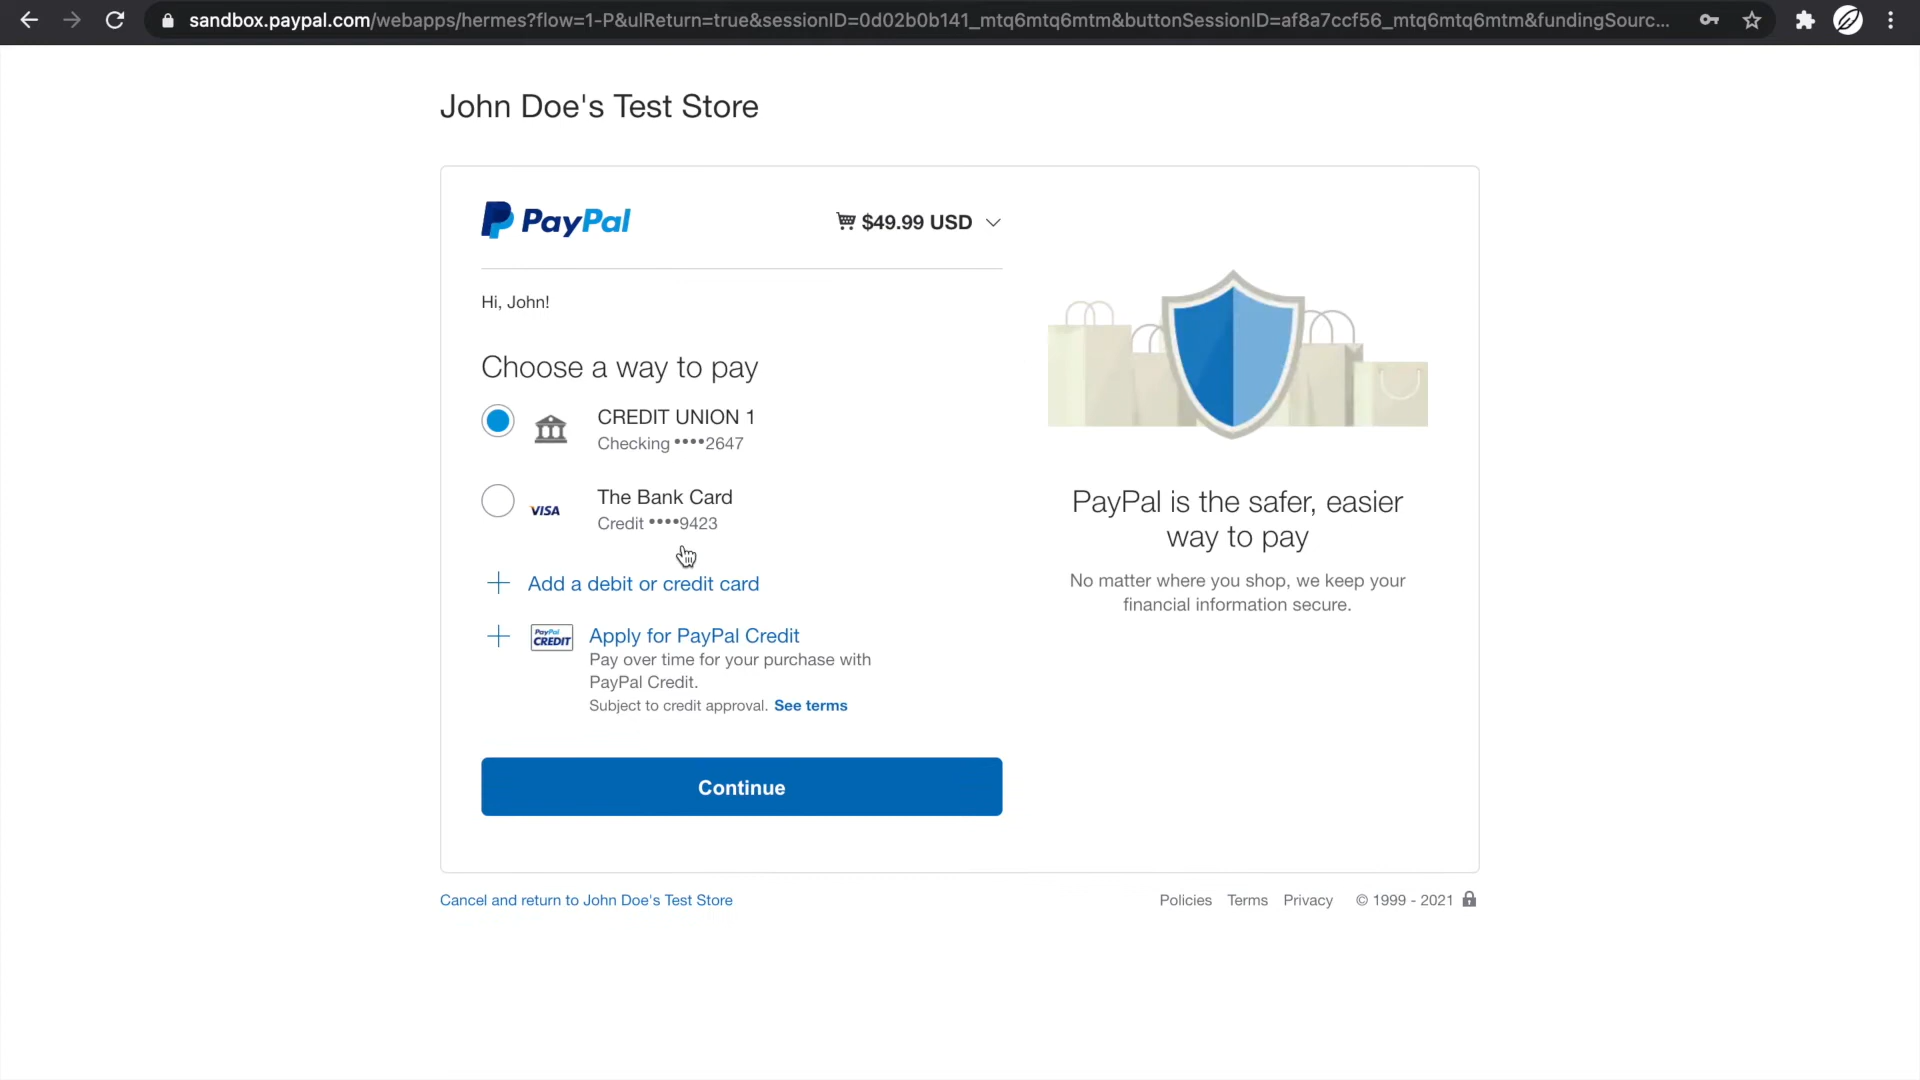 sandbox.paypal.com/webapps/hermes?flow=1-P&ulReturn=true&sessionID=0d02b0b141_mtq6mtq6mtm&buttonSessionID=af8a7ccf56_mtq6mtq6mtm&fundingSourc...
John Doe's Test Store
PayPal
$49.99 USD
Hi, John!
Choose a way to pay
CREDIT UNION 1
Checking ••••2647
VISA
The Bank Card
Credit ••••9423
Add a debit or credit card
PayPal
CREDIT
Apply for PayPal Credit
Pay over time for your purchase with
PayPal Credit.
Subject to credit approval. See terms
Continue
PayPal is the safer, easier
way to pay
No matter where you shop, we keep your
financial information secure.
Cancel and return to John Doe's Test Store
Policies Terms Privacy © 1999 - 2021